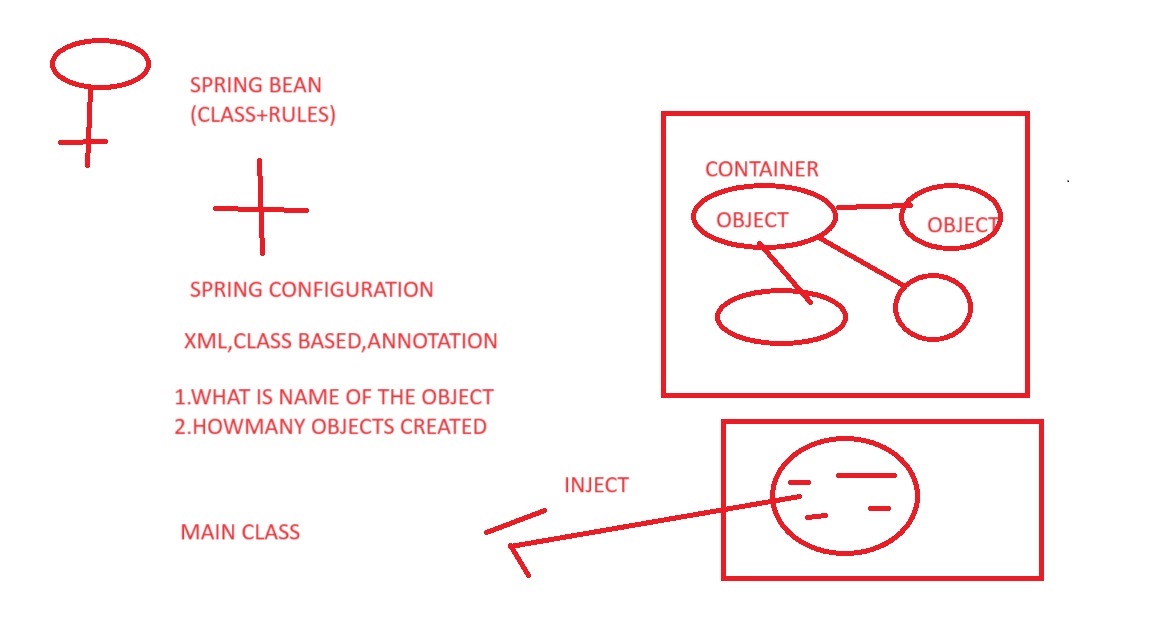 SPRING BEAN
(CLASS+RULES)
SPRING CONFIGURATION
XML,CLASS BASED,ANNOTATION
1.WHAT IS NAME OF THE OBJECT
2.HOWMANY OBJECTS CREATED
MAIN CLASS
INJECT
CONTAINER
OBJECT
OBJECT